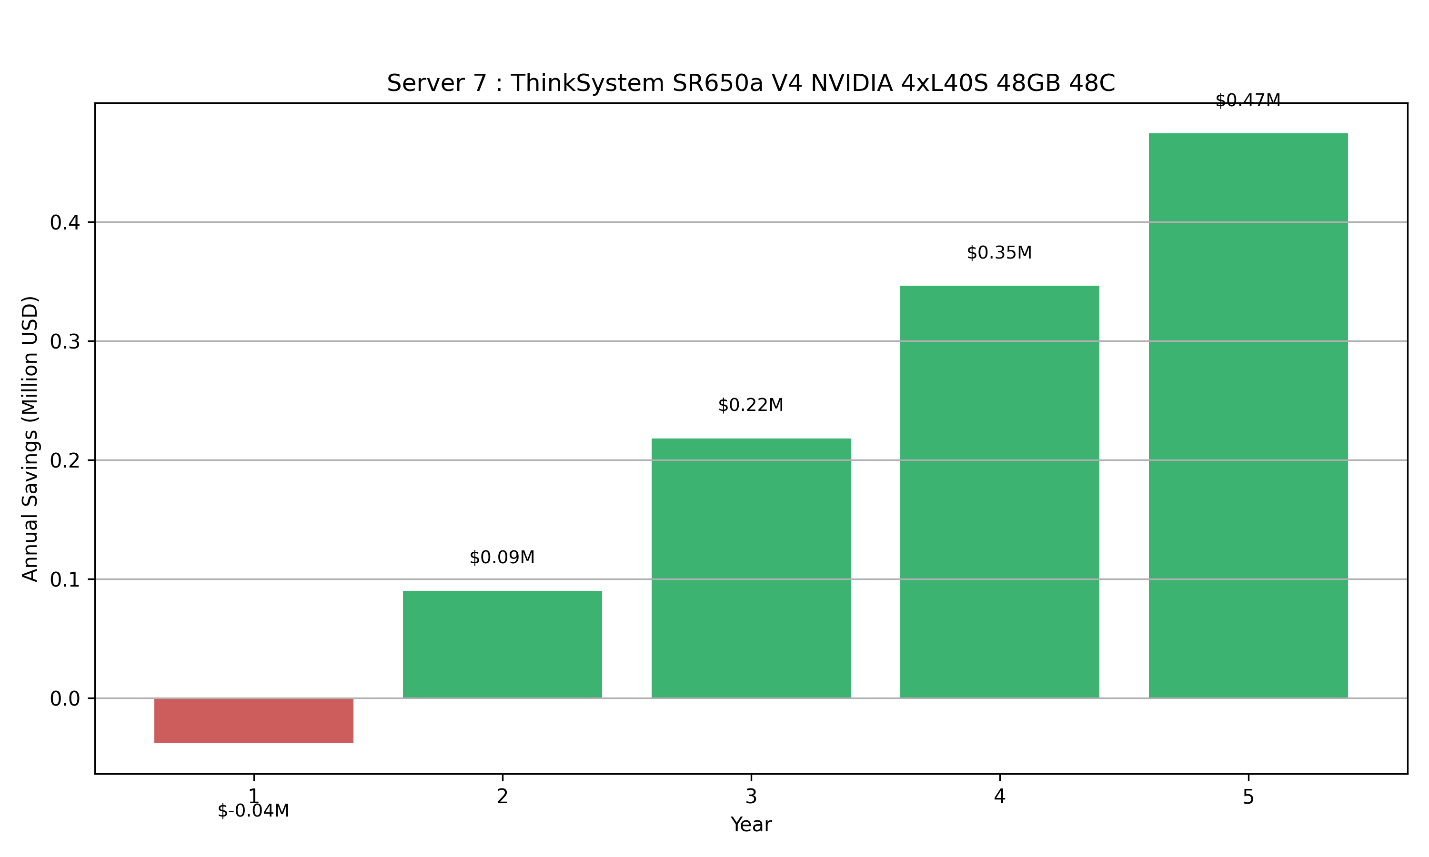 Server 7 : ThinkSystem SR650a V4 NVIDIA 4xL40S 48GB 48C
$0.47M
0.4
$0.35M
0.3
$0.22M
0.2
$0.09M
0.1
0.0
Annual Savings (Million USD)
1
2
3
4
5
$-0.04M
Year